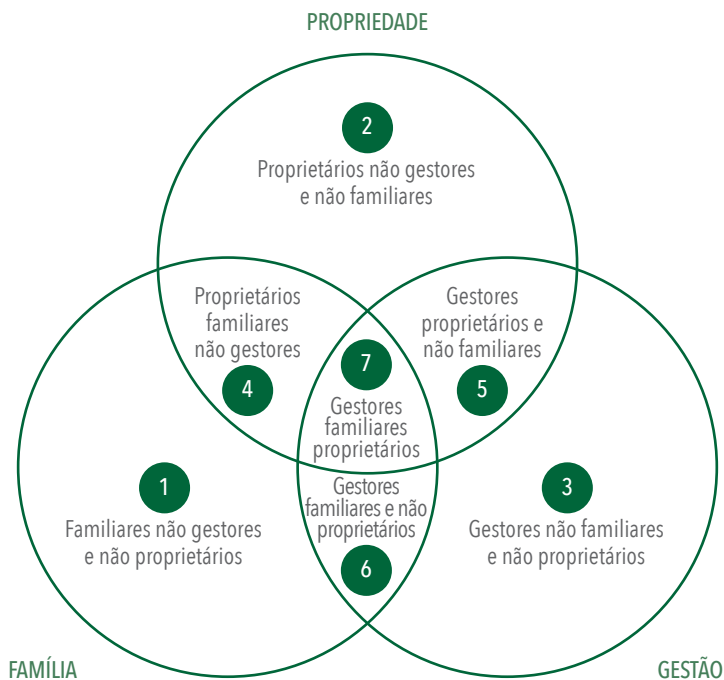 PROPRIEDADE
2
Proprietários não gestores
e não familiares
Proprietários
familiares
não gestores
4
Gestores
proprietários e
não familiares
5
7
Gestores
familiares
proprietários
1
Familiares não gestores
e não proprietários
Gestores
familiares e não
proprietários
6
3
Gestores não familiares
e não proprietários
FAMÍLIA
GESTÃO